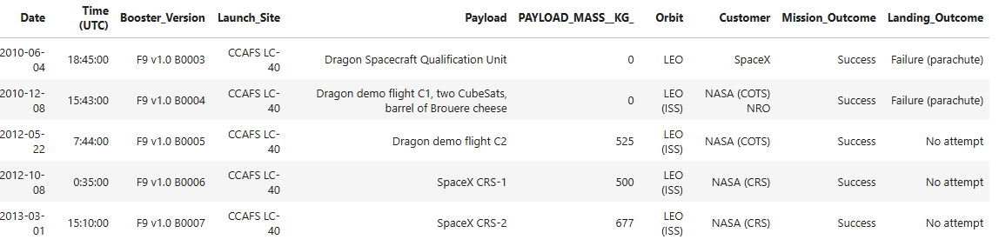 Date Time (UTC) Booster_Version Launch_Site Payload PAYLOAD_MASS__KG_ Orbit Customer Mission_Outcome Landing_Outcome
2010-06-04 18:45:00 F9 v1.0 B0003 CCAFS LC-40 Dragon Spacecraft Qualification Unit 0 LEO SpaceX Success Failure (parachute)
2010-12-08 15:43:00 F9 v1.0 B0004 CCAFS LC-40 Dragon demo flight C1, two CubeSats, barrel of Brouere cheese 0 LEO (ISS) NASA (COTS) NRO Success Failure (parachute)
2012-05-22 7:44:00 F9 v1.0 B0005 CCAFS LC-40 Dragon demo flight C2 525 LEO (ISS) NASA (COTS) Success No attempt
2012-10-08 0:35:00 F9 v1.0 B0006 CCAFS LC-40 SpaceX CRS-1 500 LEO (ISS) NASA (CRS) Success No attempt
2013-03-01 15:10:00 F9 v1.0 B0007 CCAFS LC-40 SpaceX CRS-2 677 LEO (ISS) NASA (CRS) Success No attempt